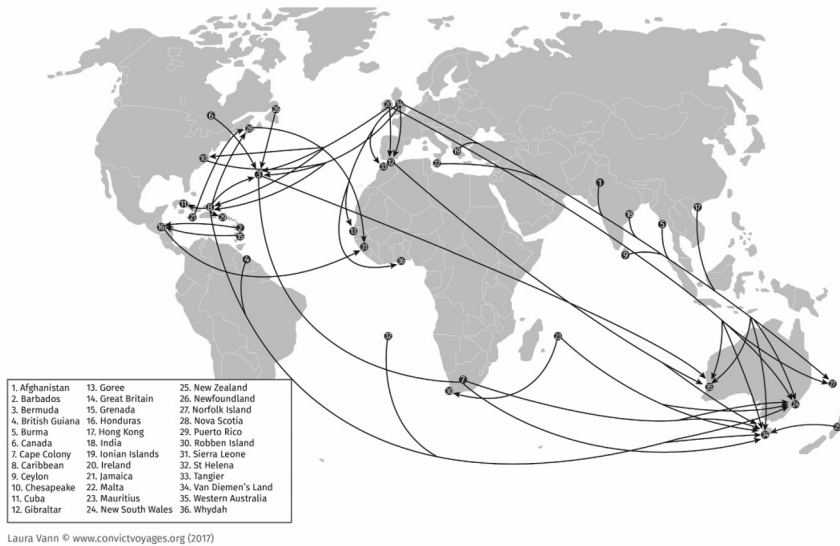 1. Afghanistan
2. Barbados
3. Bermuda
4. British Guiana
5. Burma
6. Canada
7. Cape Colony
8. Caribbean
9. Ceylon
10. Chesapeake
11. Cuba
12. Gibraltar
13. Goree
14. Great Britain
15. Grenada
16. Honduras
17. Hong Kong
18. India
19. Ionian Islands
20. Ireland
21. Jamaica
22. Malta
23. Mauritius
24. New South Wales
25. New Zealand
26. Newfoundland
27. Norfolk Island
28. Nova Scotia
29. Puerto Rico
30. Robben Island
31. Sierra Leone
32. St Helena
33. Tangier
34. Van Diemen's Land
35. Western Australia
36. Whydah
Laura Vann © www.convictvoyages.org (2017)